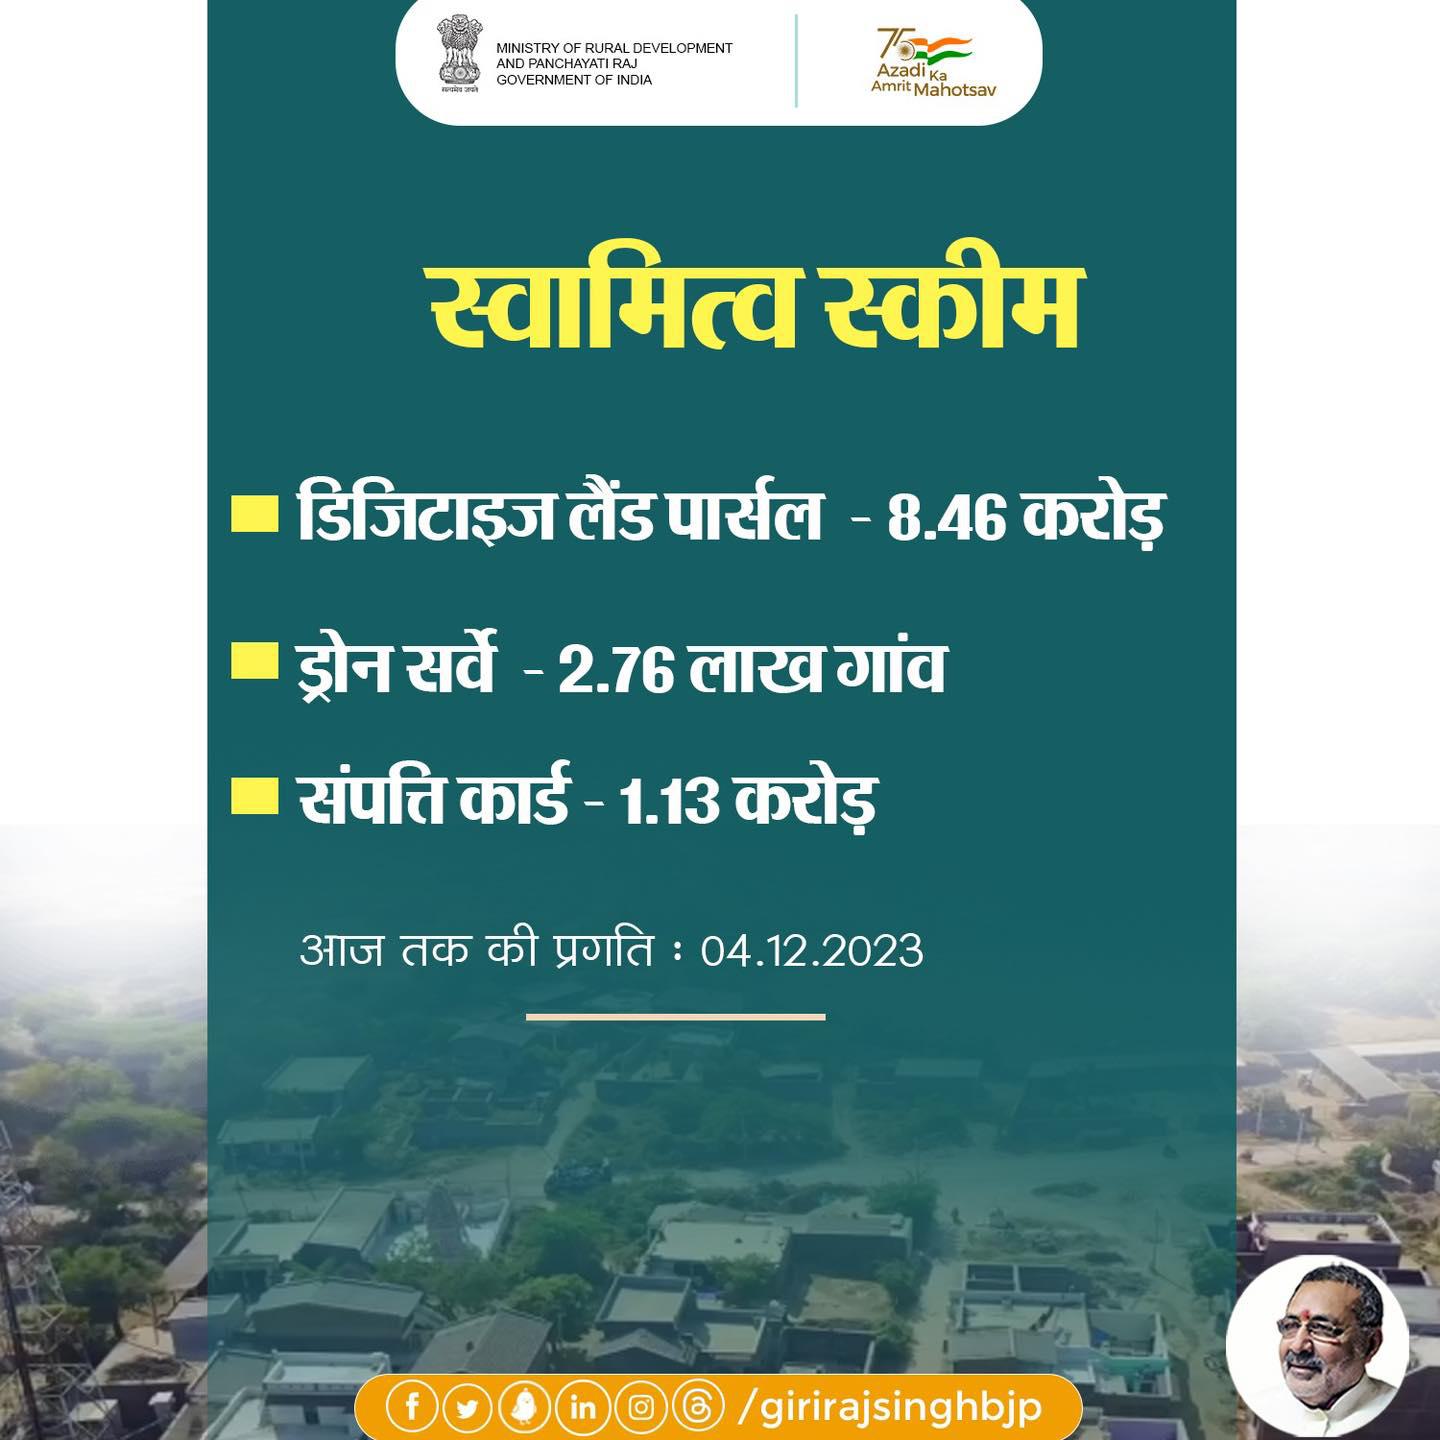 MINISTRY OF RURAL DEVELOPMENT
AND PANCHAYATI RAJ
GOVERNMENT OF INDIA
सत्यमेव जयते
75
Azadi Ka
Amrit Mahotsav
स्वामित्व स्कीम
डिजिटाइज लैंड पार्सल - 8.46 करोड़
ड्रोन सर्वे - 2.76 लाख गांव
संपत्ति कार्ड - 1.13 करोड़
आज तक की प्रगति : 04.12.2023
/girirajsinghbjp